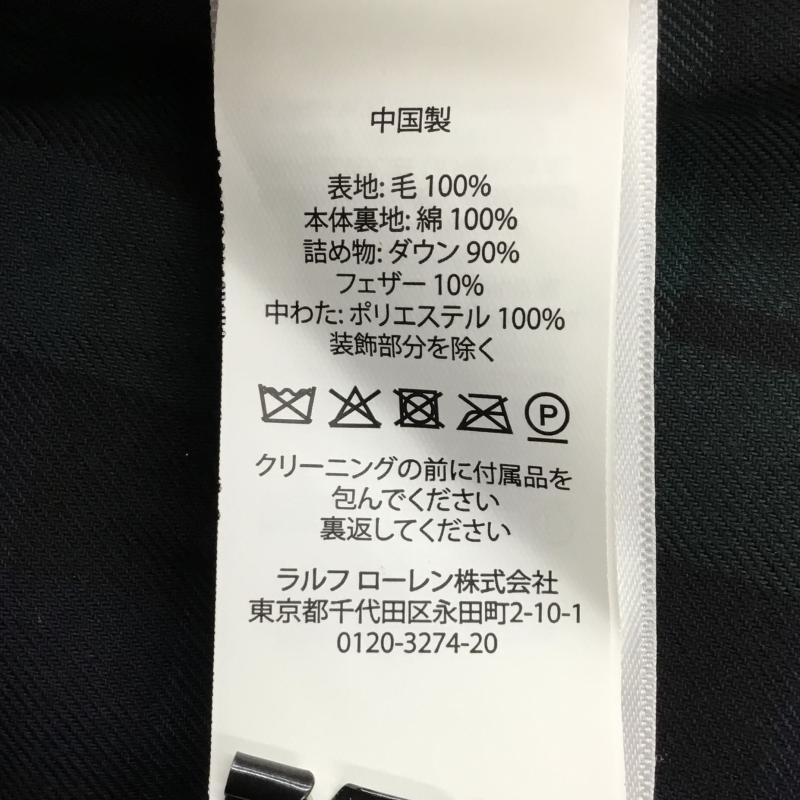 中国製
表地: 毛 100%
本体裏地: 綿 100%
詰め物: ダウン 90%
フェザー 10%
中わた: ポリエステル 100%
装飾部分を除く
P
クリーニングの前に付属品を
包んでください
裏返してください
ラルフ ローレン株式会社
東京都千代田区永田町2-10-1
0120-3274-20